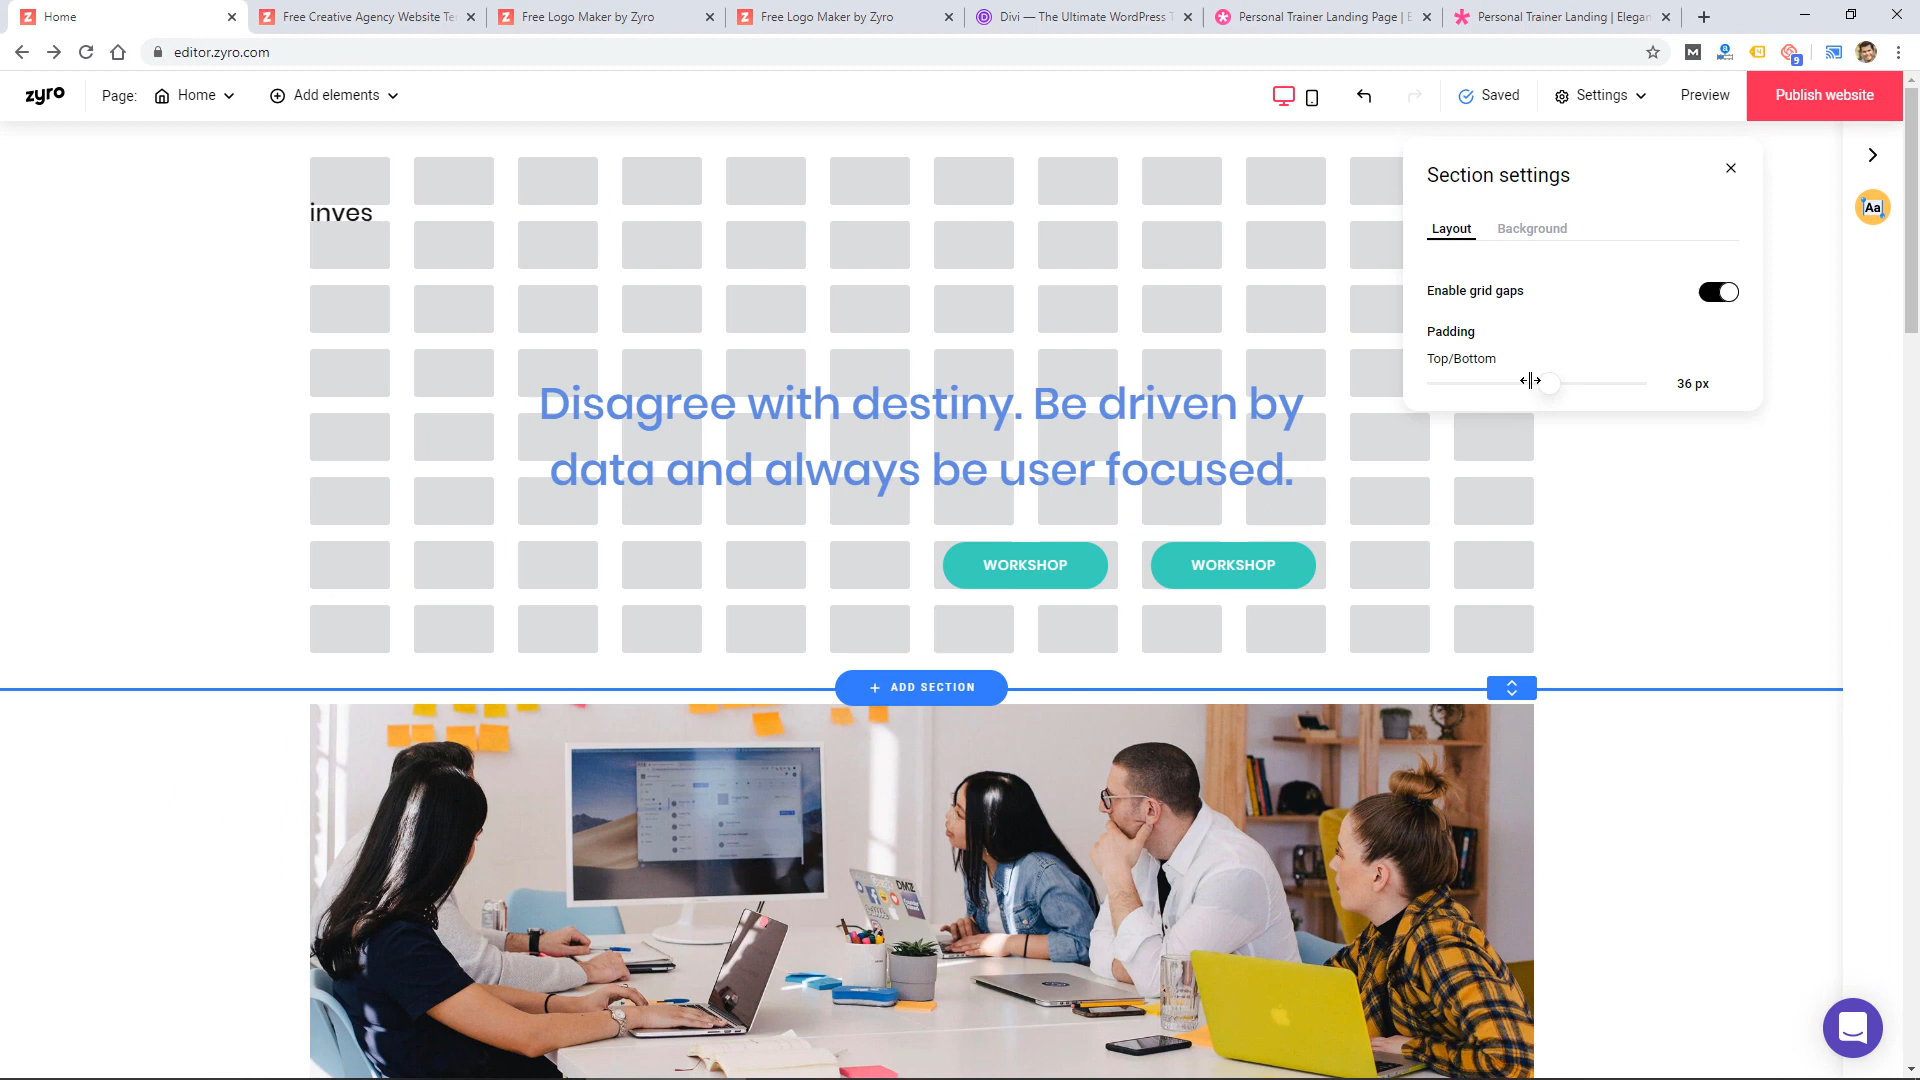 Home
Free Creative Agency Website Te
Free Logo Maker by Zyro
Free Logo Maker by Zyro
Divi — The Ultimate WordPress T
Personal Trainer Landing Page | E
Personal Trainer Landing | Elegan
editor.zyro.com
9
zyro
Page:
Home
Add elements
Saved
Settings
Preview
Publish website
inves
Section settings
Layout
Background
Enable grid gaps
Padding
Top/Bottom
36 px
Aa
Disagree with destiny. Be driven by
data and always be user focused.
WORKSHOP
WORKSHOP
+ ADD SECTION
DMZ